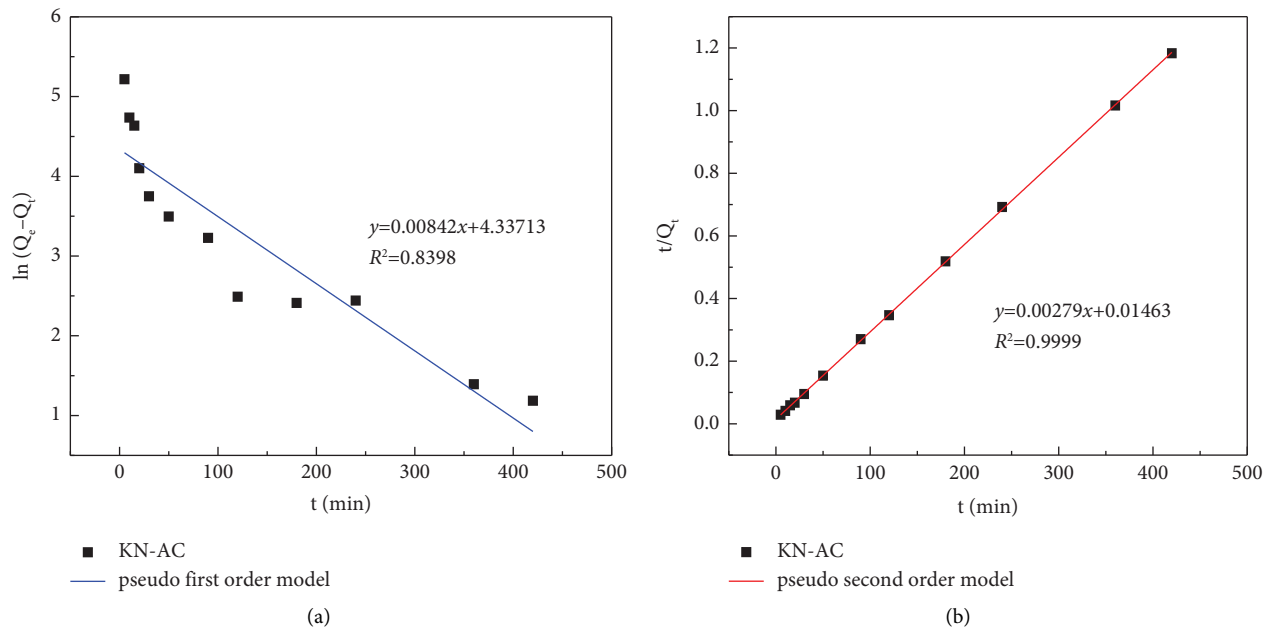 6
5
4
3
2
1
ln (Qₑ–Qₜ)
y=0.00842x+4.33713
R²=0.8398
0
100
200
300
400
500
t (min)
KN-AC
pseudo first order model
(a)
1.2
1.0
0.8
0.6
0.4
0.2
0.0
t/Qₜ
y=0.00279x+0.01463
R²=0.9999
0
100
200
300
400
500
t (min)
KN-AC
pseudo second order model
(b)